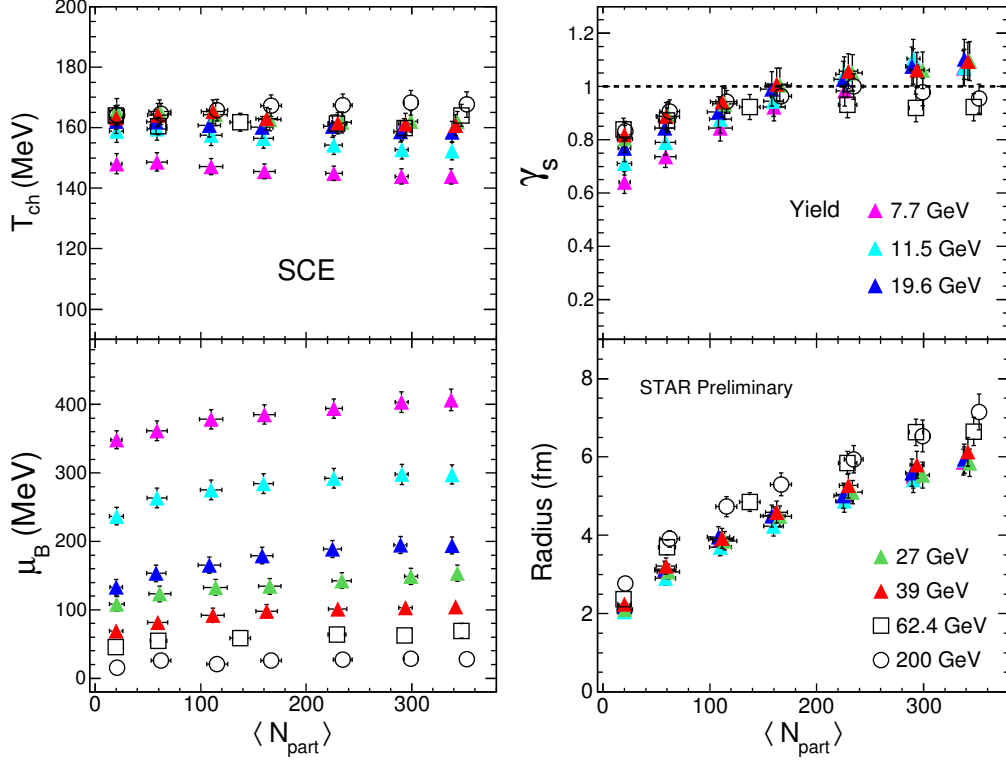 200
180
160
140
120
100
T_ch (MeV)
SCE
1.2
1
0.8
0.6
0.4
0.2
γ_s
Yield
7.7 GeV
11.5 GeV
19.6 GeV
400
300
200
100
0
μ_B (MeV)
0 100 200 300
⟨ N_part ⟩
8
6
4
2
0
Radius (fm)
STAR Preliminary
27 GeV
39 GeV
62.4 GeV
200 GeV
0 100 200 300
⟨ N_part ⟩